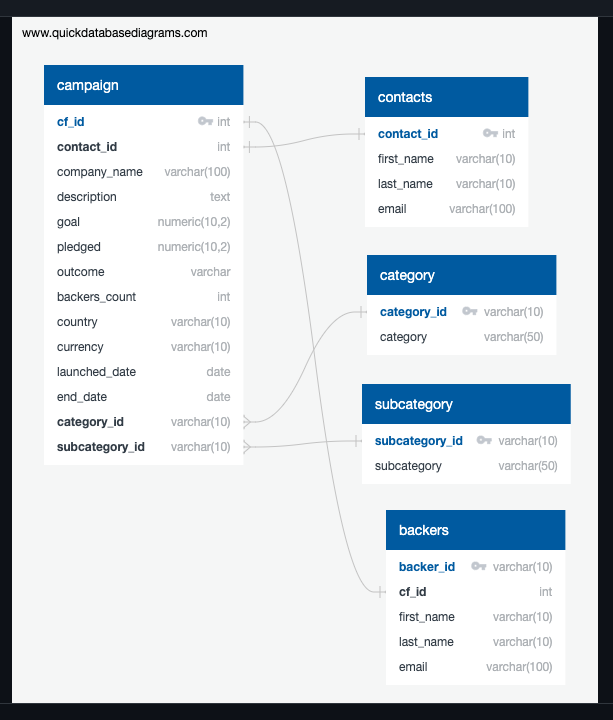 www.quickdatabasediagrams.com
campaign
cf_id int
contact_id int
company_name varchar(100)
description text
goal numeric(10,2)
pledged numeric(10,2)
outcome varchar
backers_count int
country varchar(10)
currency varchar(10)
launched_date date
end_date date
category_id varchar(10)
subcategory_id varchar(10)
contacts
contact_id int
first_name varchar(10)
last_name varchar(10)
email varchar(100)
category
category_id varchar(10)
category varchar(50)
subcategory
subcategory_id varchar(10)
subcategory varchar(50)
backers
backer_id varchar(10)
cf_id int
first_name varchar(10)
last_name varchar(10)
email varchar(100)